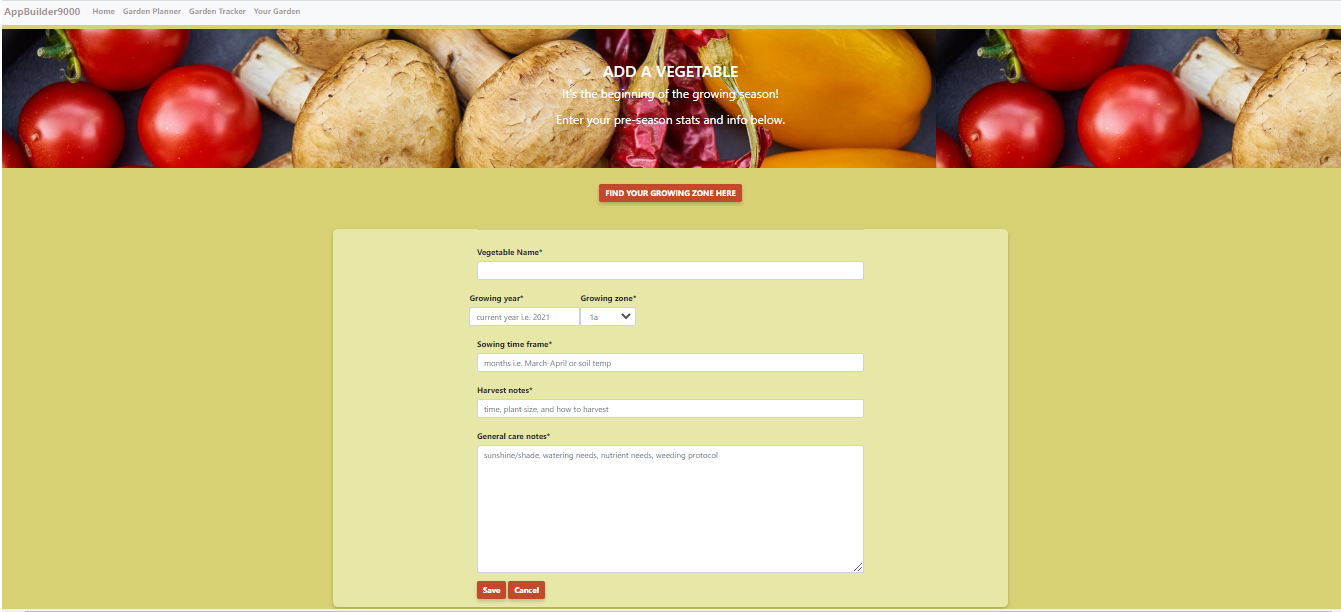 AppBuilder9000 Home Garden Planner Garden Tracker Your Garden
ADD A VEGETABLE
It's the beginning of the growing season!
Enter your pre-season stats and info below.
FIND YOUR GROWING ZONE HERE
Vegetable Name*
Growing year* Growing zone*
current year i.e. 2021 1a
Sowing time frame*
months i.e. March-April or soil temp
Harvest notes*
time, plant size, and how to harvest
General care notes*
sunshine/shade, watering needs, nutrient needs, weeding protocol
Save Cancel